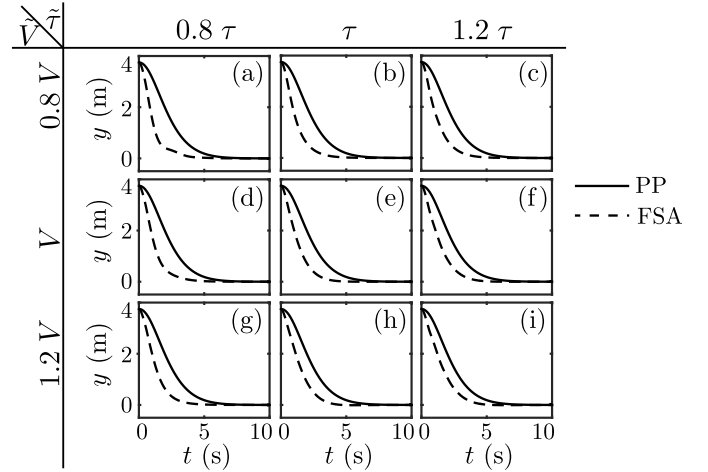 Ṽ τ̃ 0.8 τ τ 1.2 τ
0.8 V
y (m)
4
2
0
(a)
(b)
(c)
PP
FSA
V
y (m)
4
2
0
(d)
(e)
(f)
1.2 V
y (m)
4
2
0
(g)
(h)
(i)
0 5 10 0 5 10 0 5 10
t (s) t (s) t (s)